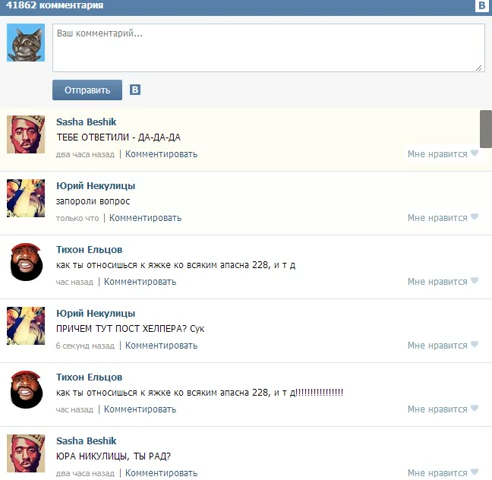 41862 комментария
B
Ваш комментарий...
Отправить B
Sasha Beshik
ТЕБЕ ОТВЕТИЛИ - ДА-ДА-ДА
два часа назад | Комментировать Мне нравится
Юрий Некулицы
запороли вопрос
только что | Комментировать Мне нравится
Тихон Ельцов
как ты относишься к яжке ко всяким апасна 228, и т д
час назад | Комментировать Мне нравится
Юрий Некулицы
ПРИЧЕМ ТУТ ПОСТ ХЕЛПЕРА? Сук
6 секунд назад | Комментировать Мне нравится
Тихон Ельцов
как ты относишься к яжке ко всяким апасна 228, и т д!!!!!!!!!!!!!!!!
час назад | Комментировать Мне нравится
Sasha Beshik
ЮРА НИКУЛИЦЫ, ТЫ РАД?
два часа назад | Комментировать Мне нравится